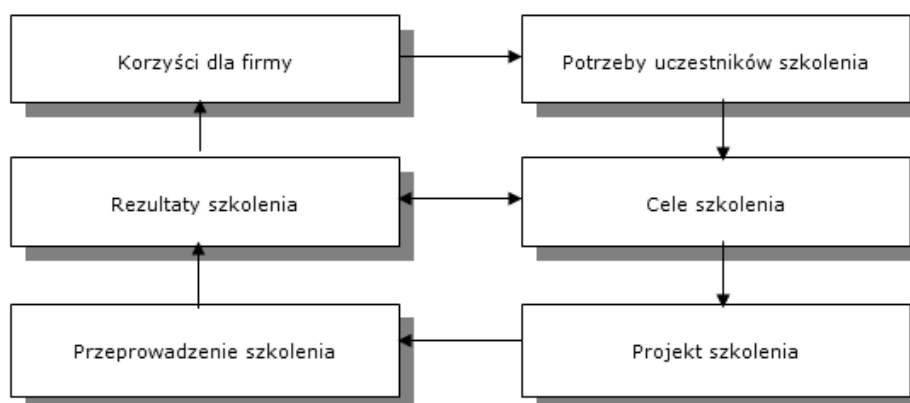 Korzyści dla firmy
Potrzeby uczestników szkolenia
Rezultaty szkolenia
Cele szkolenia
Przeprowadzenie szkolenia
Projekt szkolenia